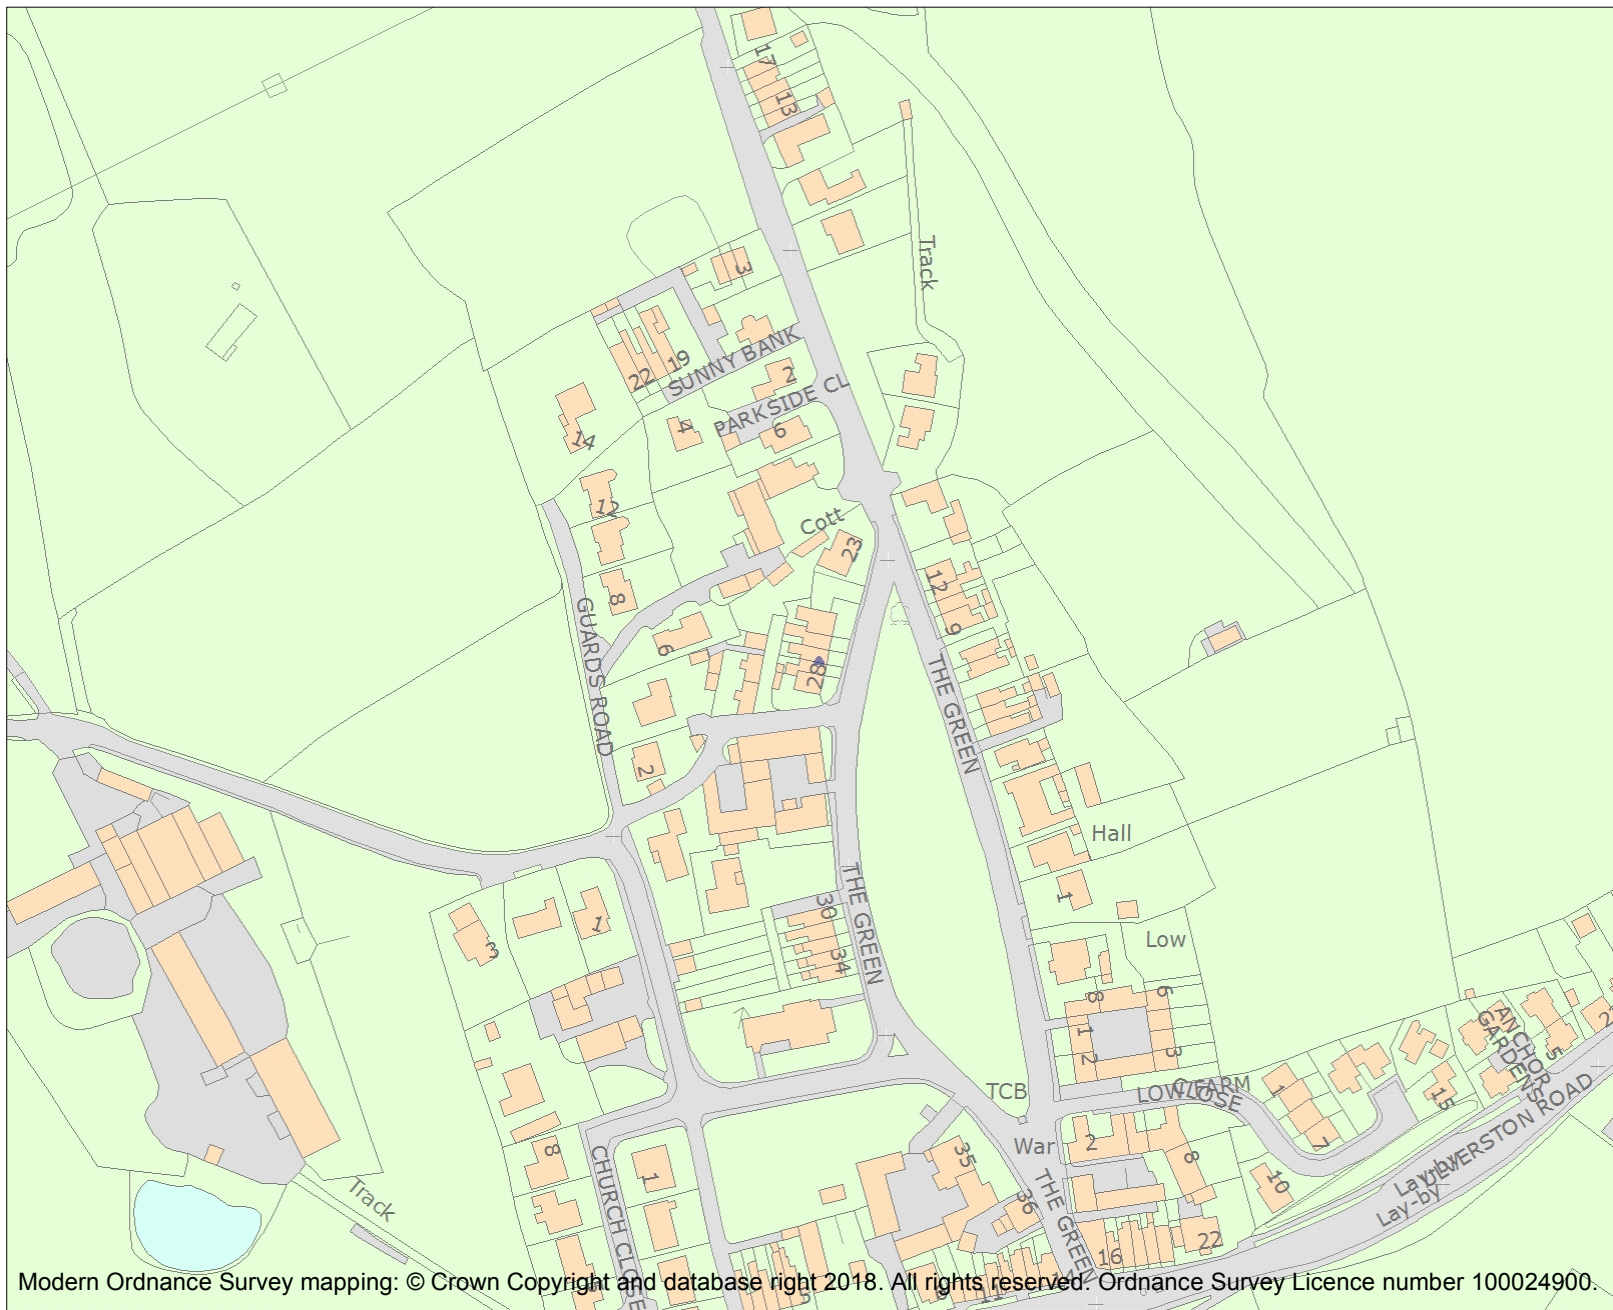 17
13
Track
3
19
22
SUNNY BANK
2
PARKSIDE CL
4
6
14
12
Cott
23
8
12
9
GUARDS ROAD
6
28
THE GREEN
2
Hall
1
30
THE GREEN
1
3
34
Low
8
6
1
2
3
ANCHOR
GARDENS
5
15
1
7
TCB
LOW FARM
CLOSE
ULVERSTON ROAD
Lay-by
Lay-by
War
2
8
10
35
36
THE GREEN
8
1
CHURCH CLOSE
Track
22
16
Modern Ordnance Survey mapping: © Crown Copyright and database right 2018. All rights reserved. Ordnance Survey Licence number 100024900.